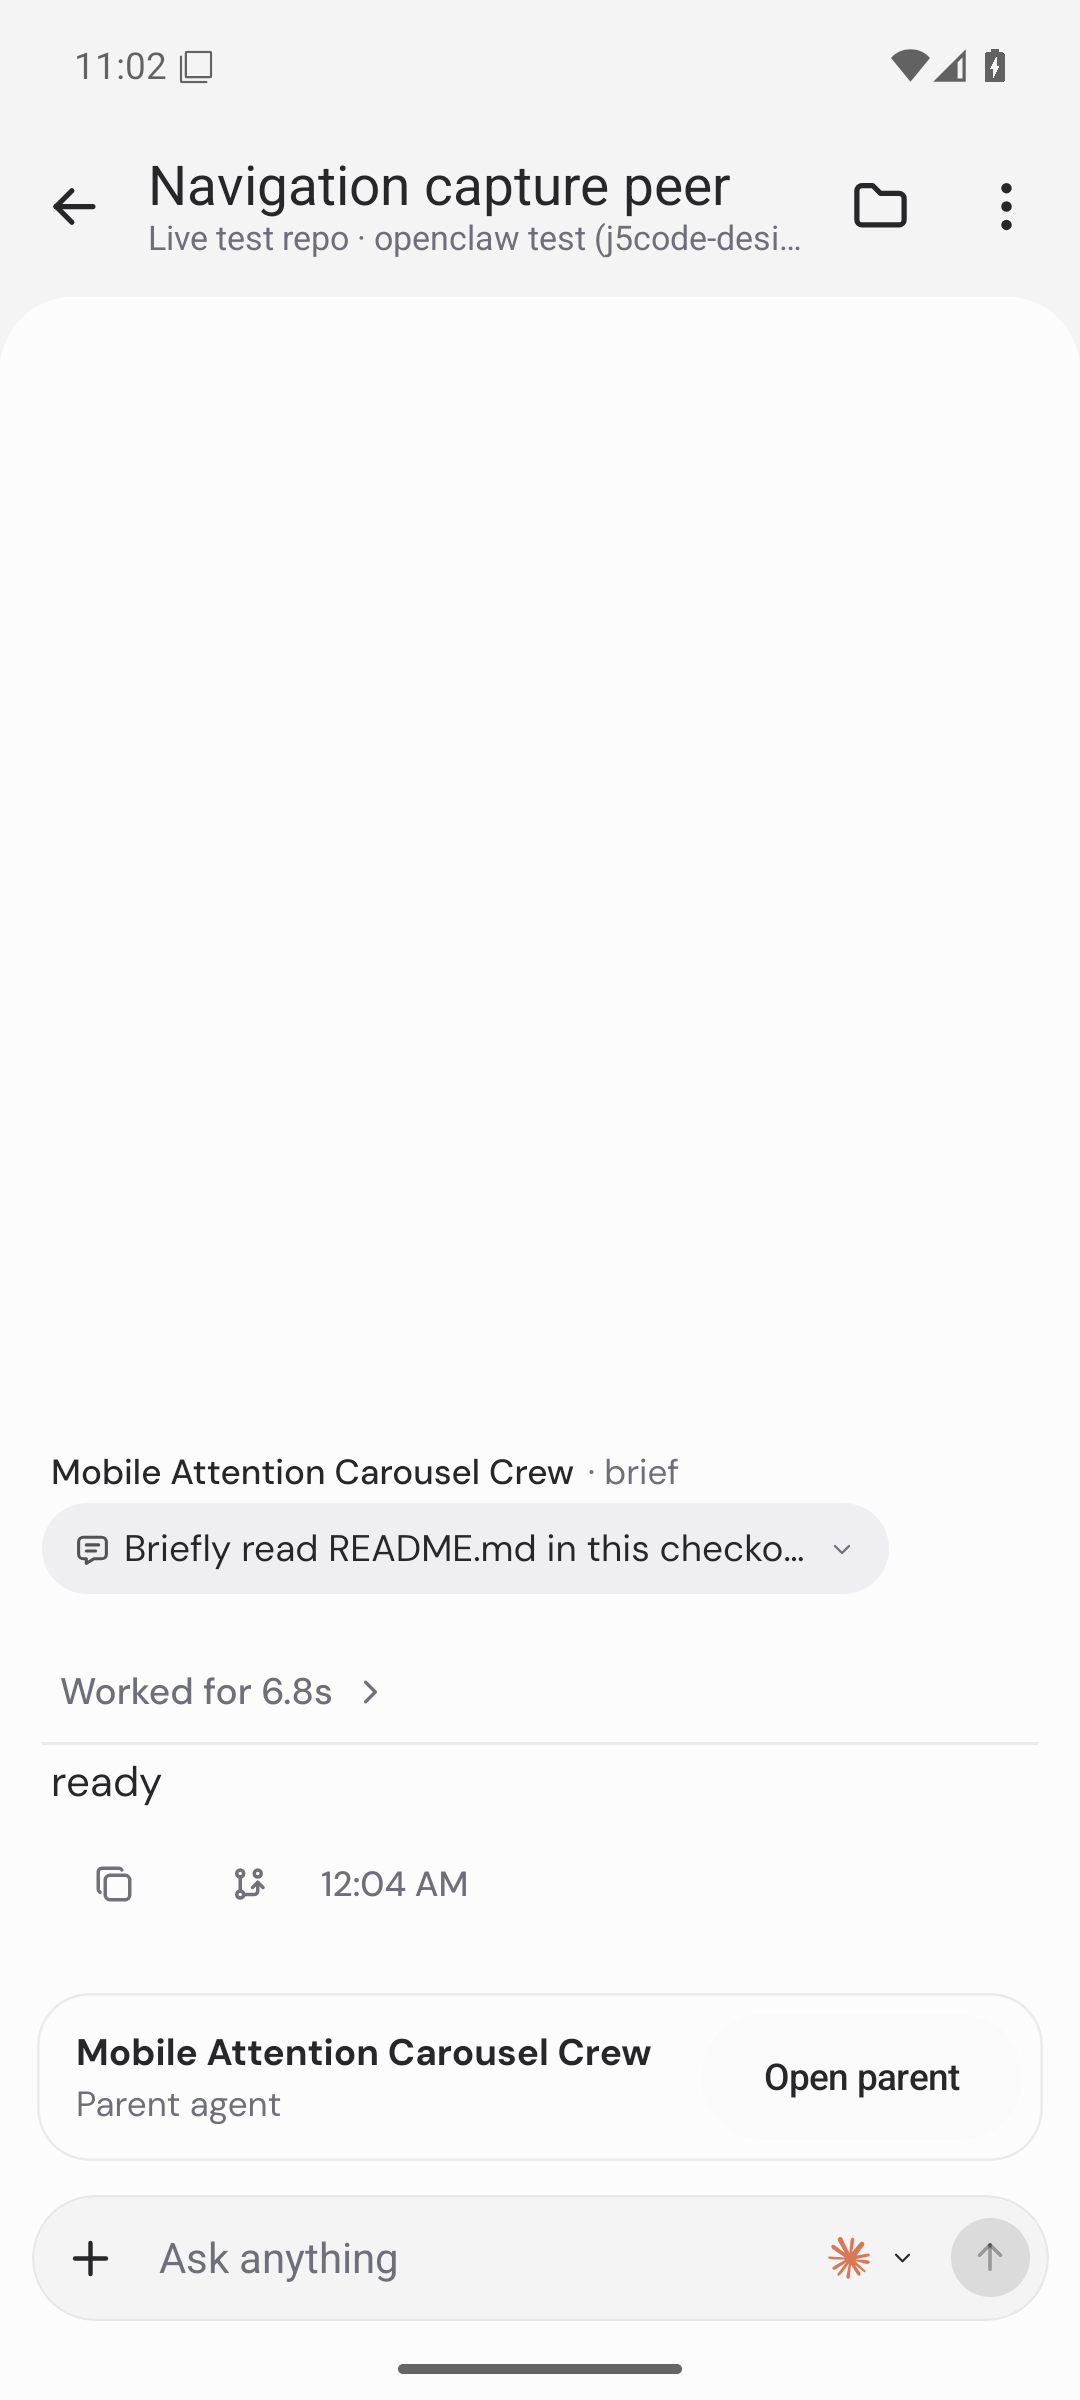 11:02
Navigation capture peer
Live test repo · openclaw test (j5code-desi...
Mobile Attention Carousel Crew · brief
Briefly read README.md in this checko...
Worked for 6.8s
ready
12:04 AM
Mobile Attention Carousel Crew
Parent agent
Open parent
Ask anything